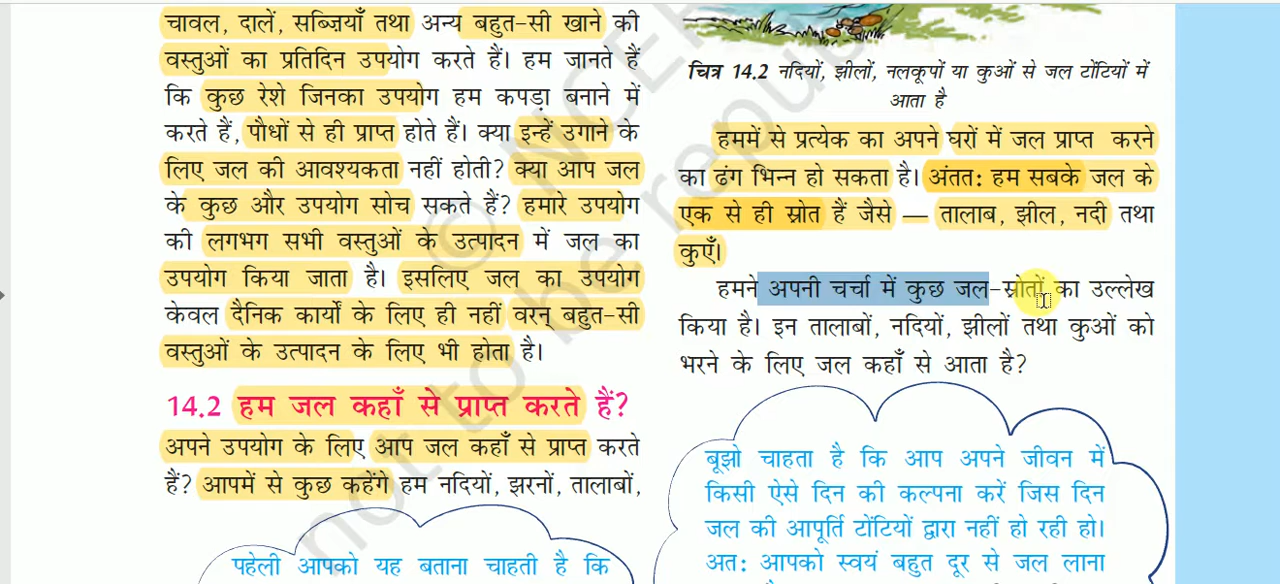 चावल, दालें, सब्ज़ियाँ तथा अन्य बहुत-सी खाने की
वस्तुओं का प्रतिदिन उपयोग करते हैं। हम जानते हैं
कि कुछ रेशे जिनका उपयोग हम कपड़ा बनाने में
करते हैं, पौधों से ही प्राप्त होते हैं। क्या इन्हें उगाने के
लिए जल की आवश्यकता नहीं होती? क्या आप जल
के कुछ और उपयोग सोच सकते हैं? हमारे उपयोग
की लगभग सभी वस्तुओं के उत्पादन में जल का
उपयोग किया जाता है। इसलिए जल का उपयोग
केवल दैनिक कार्यों के लिए ही नहीं वरन् बहुत-सी
वस्तुओं के उत्पादन के लिए भी होता है।
14.2 हम जल कहाँ से प्राप्त करते हैं?
अपने उपयोग के लिए आप जल कहाँ से प्राप्त करते
हैं? आपमें से कुछ कहेंगे हम नदियों, झरनों, तालाबों,
पहेली आपको यह बताना चाहती है कि
चित्र 14.2 नदियों, झीलों, नलकूपों या कुओं से जल टोंटियों में
आता है
हममें से प्रत्येक का अपने घरों में जल प्राप्त करने
का ढंग भिन्न हो सकता है। अंतत: हम सबके जल के
एक से ही स्रोत हैं जैसे — तालाब, झील, नदी तथा
कुएँ।
हमने अपनी चर्चा में कुछ जल-स्रोतों का उल्लेख
किया है। इन तालाबों, नदियों, झीलों तथा कुओं को
भरने के लिए जल कहाँ से आता है?
बूझो चाहता है कि आप अपने जीवन में
किसी ऐसे दिन की कल्पना करें जिस दिन
जल की आपूर्ति टोंटियों द्वारा नहीं हो रही हो।
अत: आपको स्वयं बहुत दूर से जल लाना
© NCER
not to be repu